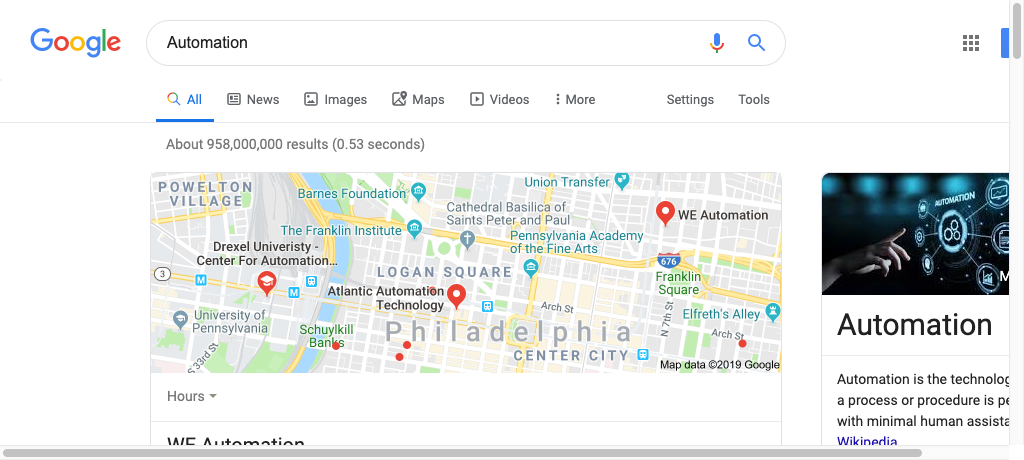 Google
Automation
All
News
Images
Maps
Videos
More
Settings
Tools
About 958,000,000 results (0.53 seconds)
POWELTON
VILLAGE
Barnes Foundation
Union Transfer
Cathedral Basilica of
Saints Peter and Paul
WE Automation
The Franklin Institute
Pennsylvania Academy
of the Fine Arts
Drexel Univeristy -
Center For Automation...
676
3
M
LOGAN SQUARE
Franklin
Square
M
Atlantic Automation
Technology
Arch St
N 7th St
Elfreth's Alley
University of
Pennsylvania
Schuylkill
Banks
Philadelphia
Arch St
S 33rd St
CENTER CITY
Map data ©2019 Google
Hours
WE Automation
AUTOMATION
M
Automation
Automation is the technolog
a process or procedure is pe
with minimal human assista
Wikipedia